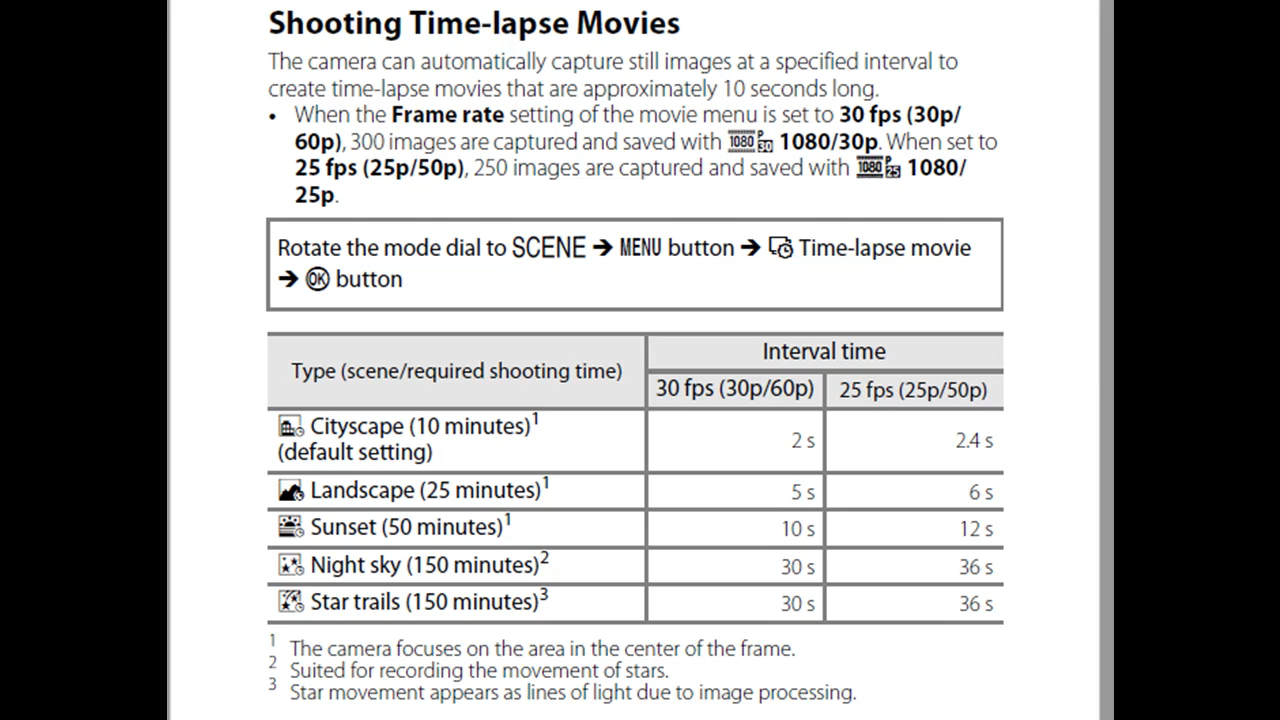 Shooting Time-lapse Movies
The camera can automatically capture still images at a specified interval to
create time-lapse movies that are approximately 10 seconds long.
• When the Frame rate setting of the movie menu is set to 30 fps (30p/
60p), 300 images are captured and saved with 1080 P 30 1080/30p. When set to
25 fps (25p/50p), 250 images are captured and saved with 1080 P 25 1080/
25p.
Rotate the mode dial to SCENE ➔ MENU button ➔ Time-lapse movie
➔ OK button
Type (scene/required shooting time)
Interval time
30 fps (30p/60p) 25 fps (25p/50p)
Cityscape (10 minutes)1
(default setting)
2 s 2.4 s
Landscape (25 minutes)1 5 s 6 s
Sunset (50 minutes)1 10 s 12 s
Night sky (150 minutes)2 30 s 36 s
Star trails (150 minutes)3 30 s 36 s
1 The camera focuses on the area in the center of the frame.
2 Suited for recording the movement of stars.
3 Star movement appears as lines of light due to image processing.